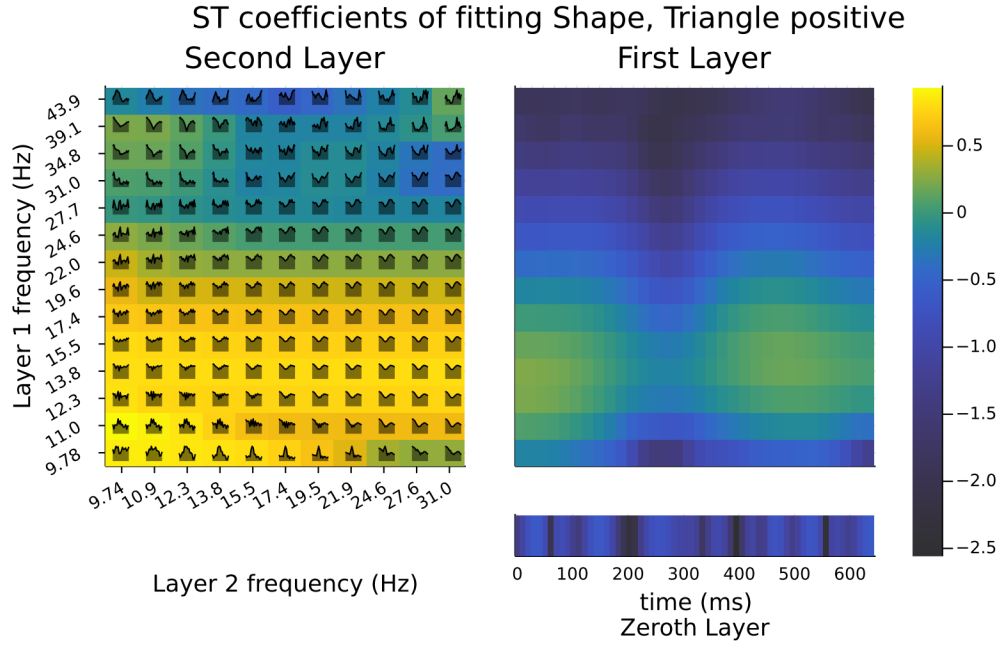 ST coefficients of fitting Shape, Triangle positive
Second Layer
First Layer
Layer 1 frequency (Hz)
43.9
39.1
34.8
31.0
27.7
24.6
22.0
19.6
17.4
15.5
13.8
12.3
11.0
9.78
9.74 10.9 12.3 13.8 15.5 17.4 19.5 21.9 24.6 27.6 31.0
Layer 2 frequency (Hz)
0.5
0
−0.5
−1.0
−1.5
−2.0
−2.5
0 100 200 300 400 500 600
time (ms)
Zeroth Layer